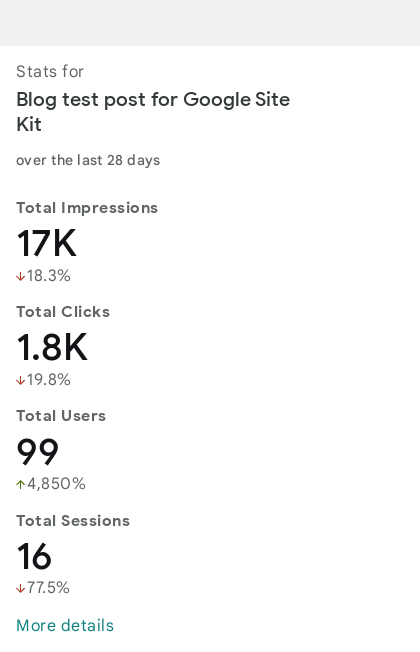 Stats for
Blog test post for Google Site
Kit
over the last 28 days
Total Impressions
17K
↓18.3%
Total Clicks
1.8K
↓19.8%
Total Users
99
↑4,850%
Total Sessions
16
↓77.5%
More details